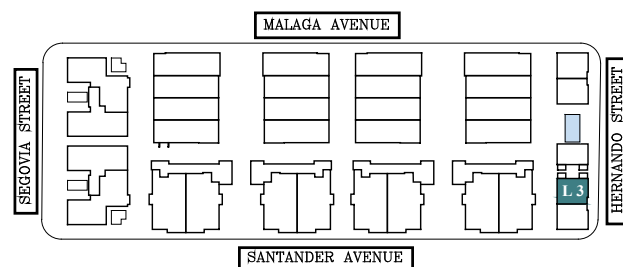 MALAGA AVENUE
SEGOVIA STREET
HERNANDO STREET
L 3
SANTANDER AVENUE